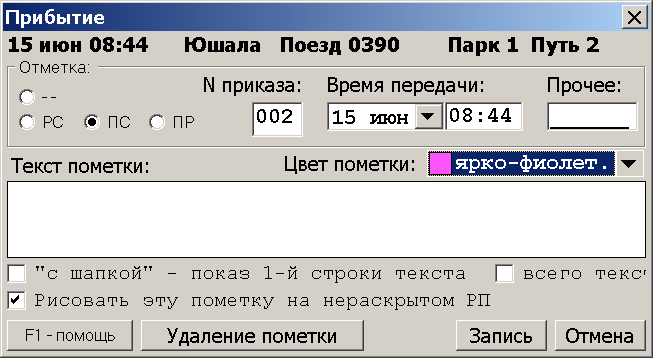 Прибытие
15 июн 08:44 Юшала Поезд 0390 Парк 1 Путь 2
Отметка:
N приказа: Время передачи: Прочее:
--
РС ПС ПР
002 15 июн 08:44
Текст пометки: Цвет пометки: ярко-фиолет.
"с шапкой" - показ 1-й строки текста всего текст
Рисовать эту пометку на нераскрытом РП
F1 - помощь Удаление пометки Запись Отмена